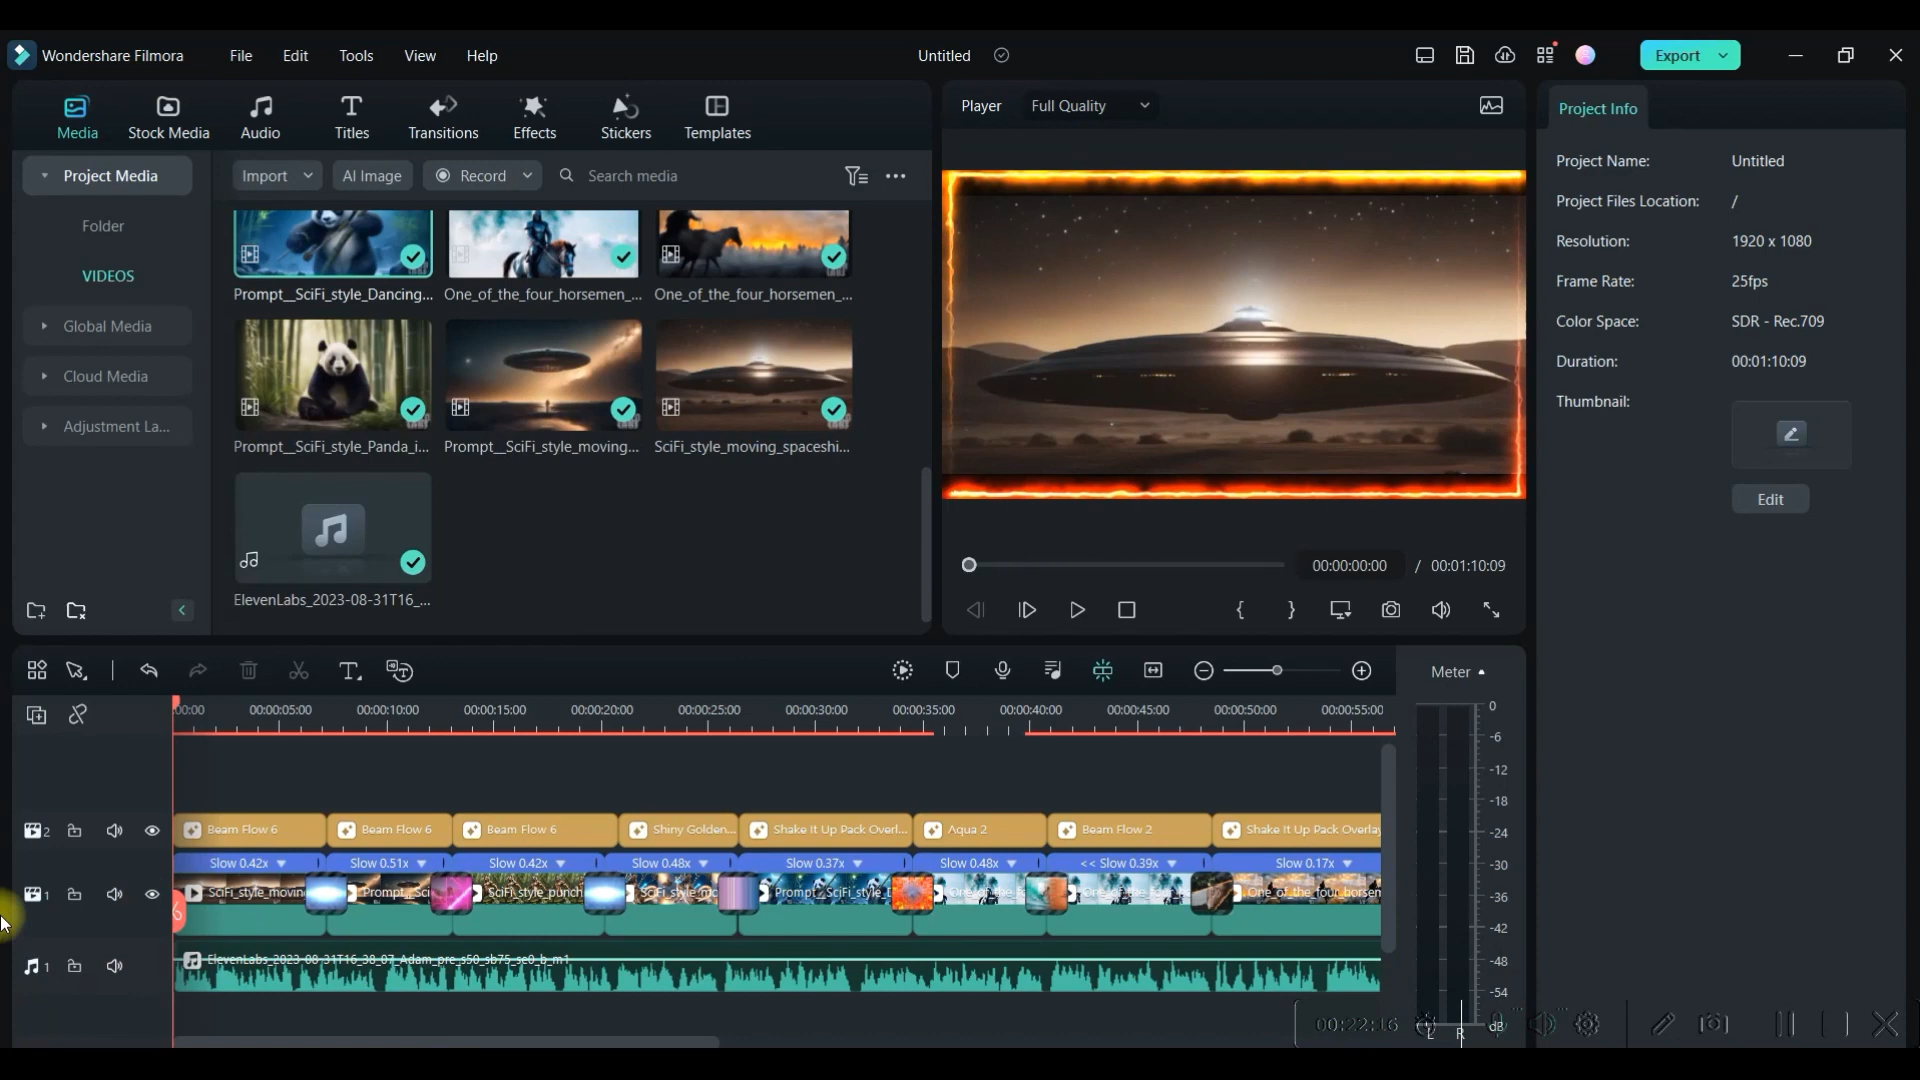 Wondershare Filmora
File
Edit
Tools
View
Help
Untitled
Export
Media
Stock Media
Audio
Titles
Transitions
Effects
Stickers
Templates
Player
Full Quality
Project Info
Project Media
Folder
VIDEOS
Global Media
Cloud Media
Adjustment La...
Import
AI Image
Record
Search media
Prompt__SciFi_style_Dancing...
One_of_the_four_horsemen_...
One_of_the_four_horsemen_...
Prompt__SciFi_style_Panda_i...
Prompt__SciFi_style_moving...
SciFi_style_moving_spaceshi...
ElevenLabs_2023-08-31T16_...
00:00:00:00 / 00:01:10:09
Project Name: Untitled
Project Files Location: /
Resolution: 1920 x 1080
Frame Rate: 25fps
Color Space: SDR - Rec.709
Duration: 00:01:10:09
Thumbnail:
Edit
Meter
:00:00 00:00:05:00 00:00:10:00 00:00:15:00 00:00:20:00 00:00:25:00 00:00:30:00 00:00:35:00 00:00:40:00 00:00:45:00 00:00:50:00 00:00:55:00
2
Beam Flow 6
Beam Flow 6
Beam Flow 6
Shiny Golden...
Shake It Up Pack Overl...
Aqua 2
Beam Flow 2
Shake It Up Pack Overlay
Slow 0.42x
Slow 0.51x
Slow 0.42x
Slow 0.48x
Slow 0.37x
Slow 0.48x
<< Slow 0.39x
Slow 0.17x
1
SciFi_style_movin
Prompt__Sci
SciFi_style_punch
Prompt__SciFi_style_
One_of_the_four_horsem
1
ElevenLabs_2023-08-31T16_38_07_Adam_pre_s50_sb75_se0_b_m1
0
-6
-12
-18
-24
-30
-36
-42
-48
-54
dB
L
R
00:22:16